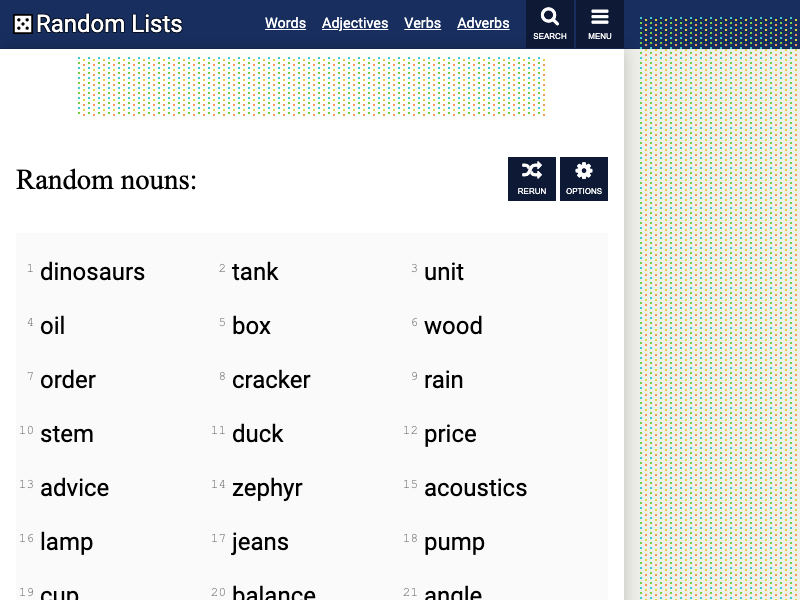 Random Lists
Words Adjectives Verbs Adverbs
SEARCH MENU
Random nouns:
RERUN OPTIONS
1 dinosaurs 2 tank 3 unit
4 oil 5 box 6 wood
7 order 8 cracker 9 rain
10 stem 11 duck 12 price
13 advice 14 zephyr 15 acoustics
16 lamp 17 jeans 18 pump
19 cup 20 balance 21 angle